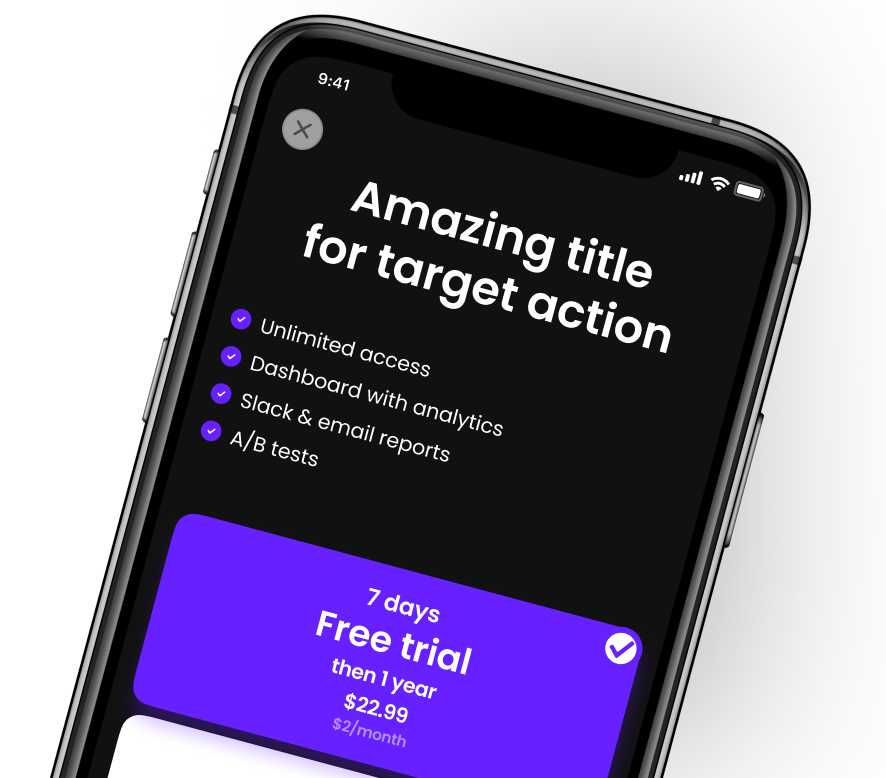 9:41
Amazing title
for target action
Unlimited access
Dashboard with analytics
Slack & email reports
A/B tests
7 days
Free trial
then 1 year
$22.99
$2/month